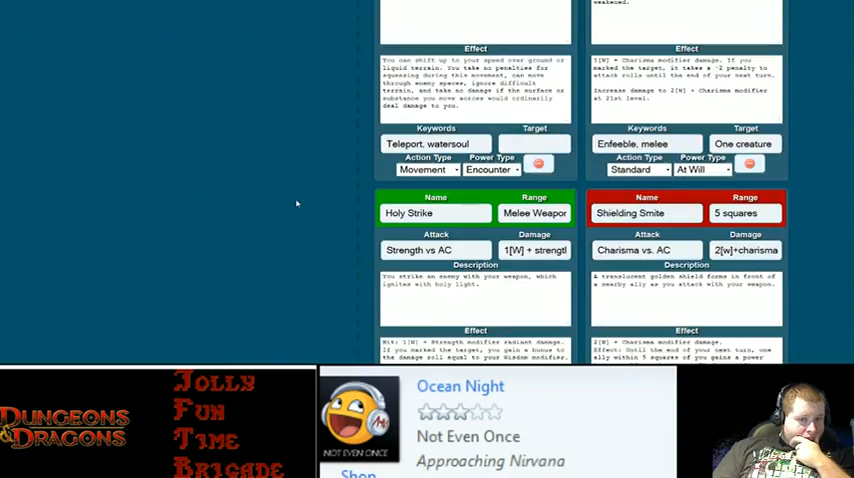 weakened.
Effect
Effect
You can shift up to your speed over ground or
liquid terrain. You take no penalties for
squeezing during this movement, can move
through enemy spaces, ignore difficult
terrain, and take no damage if the surface or
substance you move across would ordinarily
deal damage to you.
1[W] + Charisma modifier damage. If you
marked the target, it takes a -2 penalty to
attack rolls until the end of your next turn.
Increase damage to 2[W] + Charisma modifier
at 21st level.
Keywords
Target
Keywords
Target
Teleport, watersoul
Enfeeble, melee
One creature
Action Type
Power Type
Action Type
Power Type
Movement
Encounter
Standard
At Will
Name
Range
Name
Range
Holy Strike
Melee Weapon
Shielding Smite
5 squares
Attack
Damage
Attack
Damage
Strength vs AC
1[W] + strengtl
Charisma vs. AC
2[w]+charisma
Description
Description
You strike an enemy with your weapon, which
ignites with holy light.
A translucent golden shield forms in front of
a nearby ally as you attack with your weapon.
Effect
Effect
Hit: 1[W] + Strength modifier radiant damage.
If you marked the target, you gain a bonus to
the damage roll equal to your Wisdom modifier.
2[W] + Charisma modifier damage.
Effect: Until the end of your next turn, one
ally within 5 squares of you gains a power
DUNGEONS
& DRAGONS
Jolly
Fun
Time
Brigade
NOT EVEN ONCE
Shop
Ocean Night
Not Even Once
Approaching Nirvana